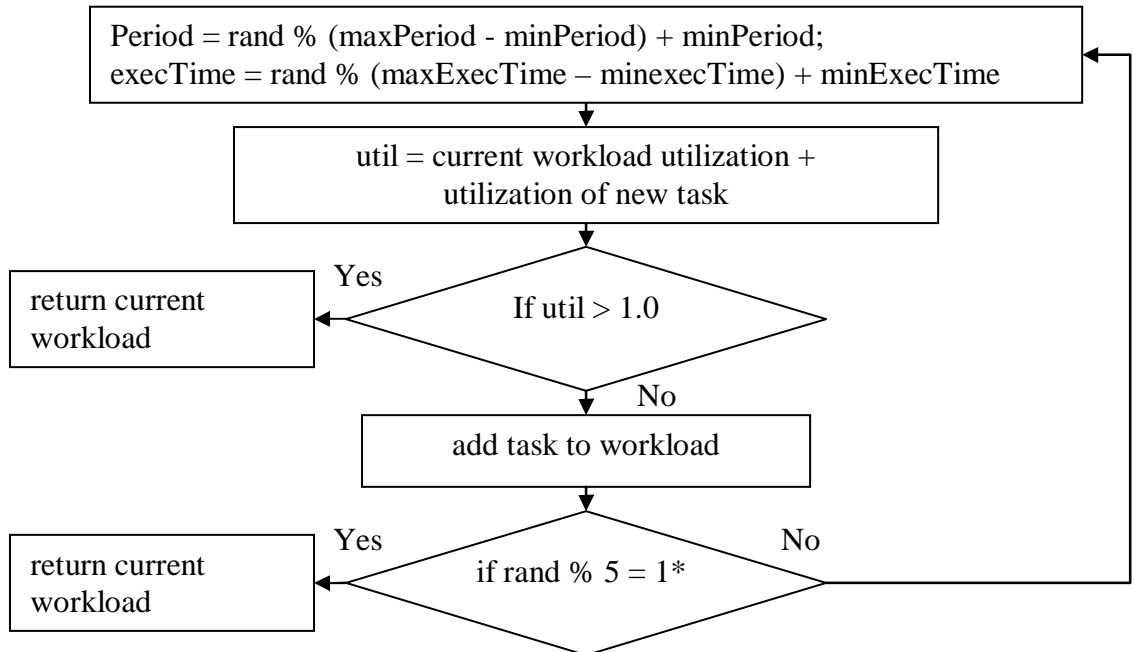 Period = rand % (maxPeriod - minPeriod) + minPeriod;
execTime = rand % (maxExecTime – minexecTime) + minExecTime
util = current workload utilization +
utilization of new task
Yes
If util > 1.0
return current
workload
No
add task to workload
Yes
No
if rand % 5 = 1*
return current
workload